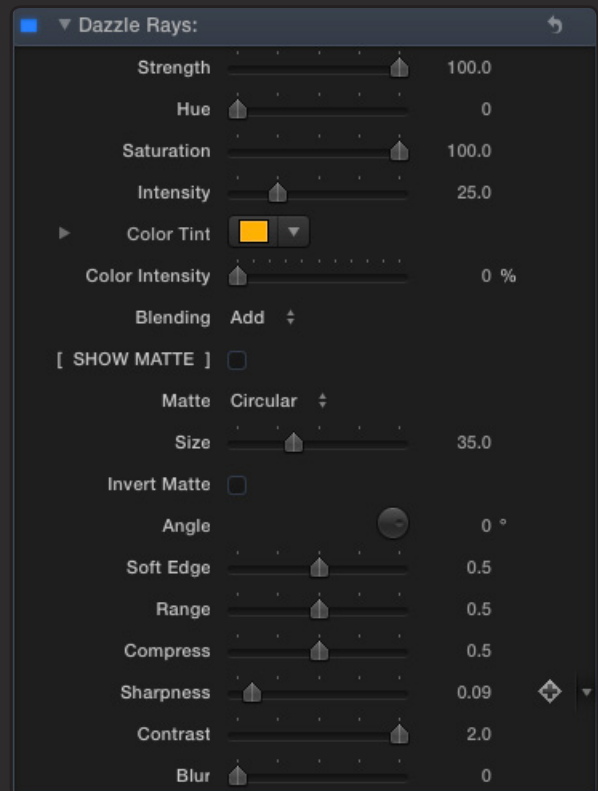 Dazzle Rays:
Strength 100.0
Hue 0
Saturation 100.0
Intensity 25.0
Color Tint
Color Intensity 0 %
Blending Add
[ SHOW MATTE ]
Matte Circular
Size 35.0
Invert Matte
Angle 0 °
Soft Edge 0.5
Range 0.5
Compress 0.5
Sharpness 0.09
Contrast 2.0
Blur 0